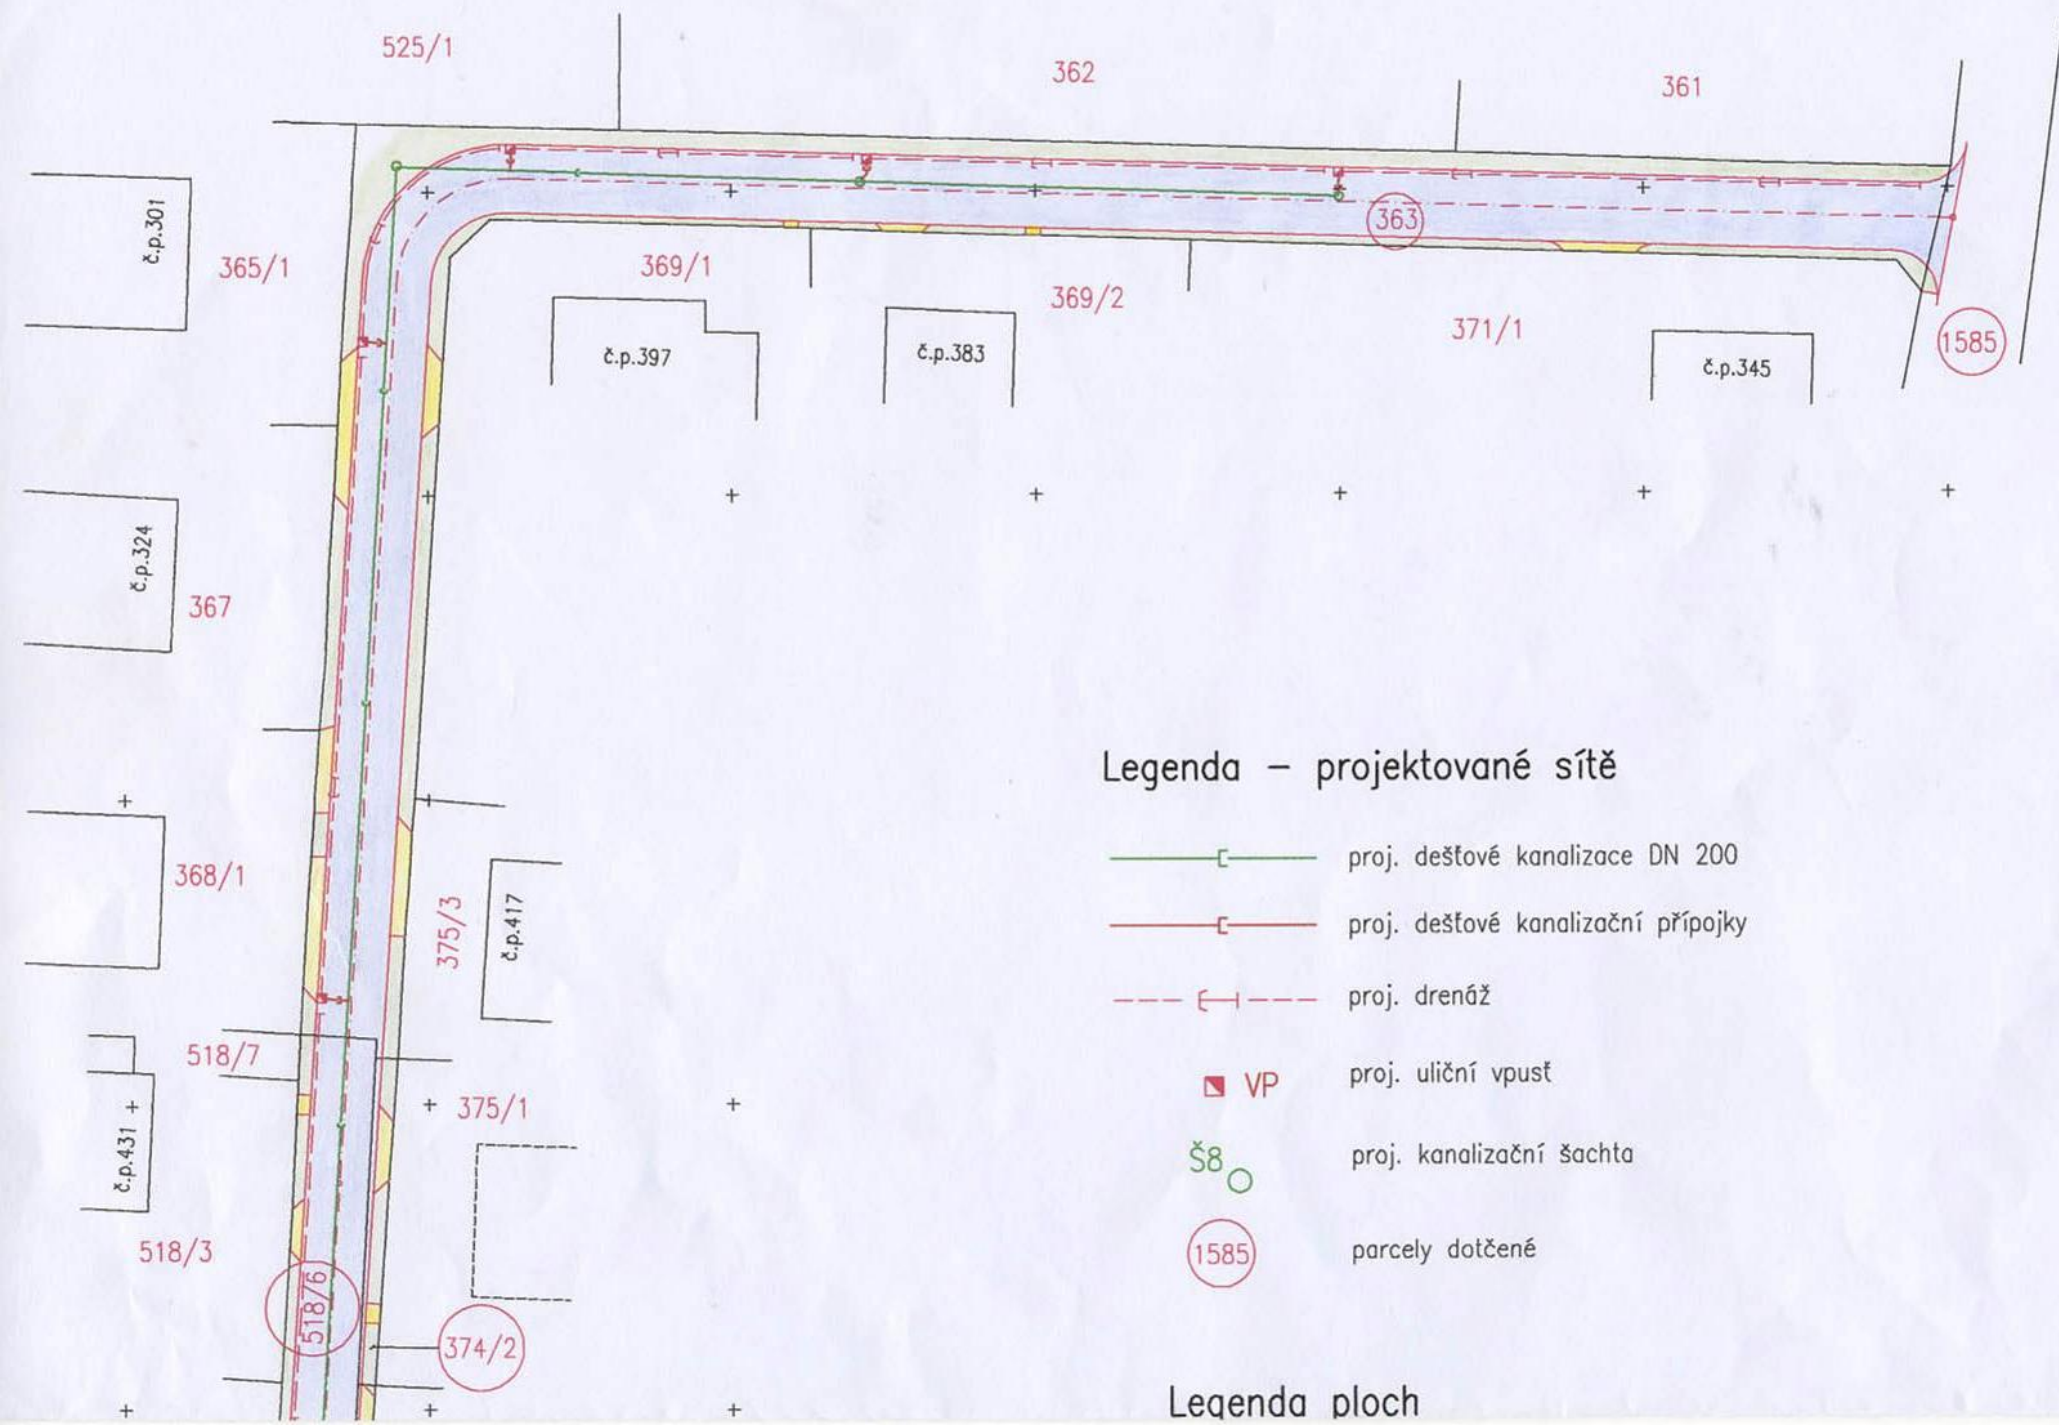 525/1
362
361
č.p.301
365/1
363
369/1
369/2
371/1
1585
č.p.397
č.p.383
č.p.345
č.p.324
367
368/1
375/3
č.p.417
518/7
375/1
č.p.431
518/3
518/6
374/2
Legenda – projektované sítě
proj. dešťové kanalizace DN 200
proj. dešťové kanalizační přípojky
proj. drenáž
VP proj. uliční vpusť
Š8 proj. kanalizační šachta
1585 parcely dotčené
Legenda ploch